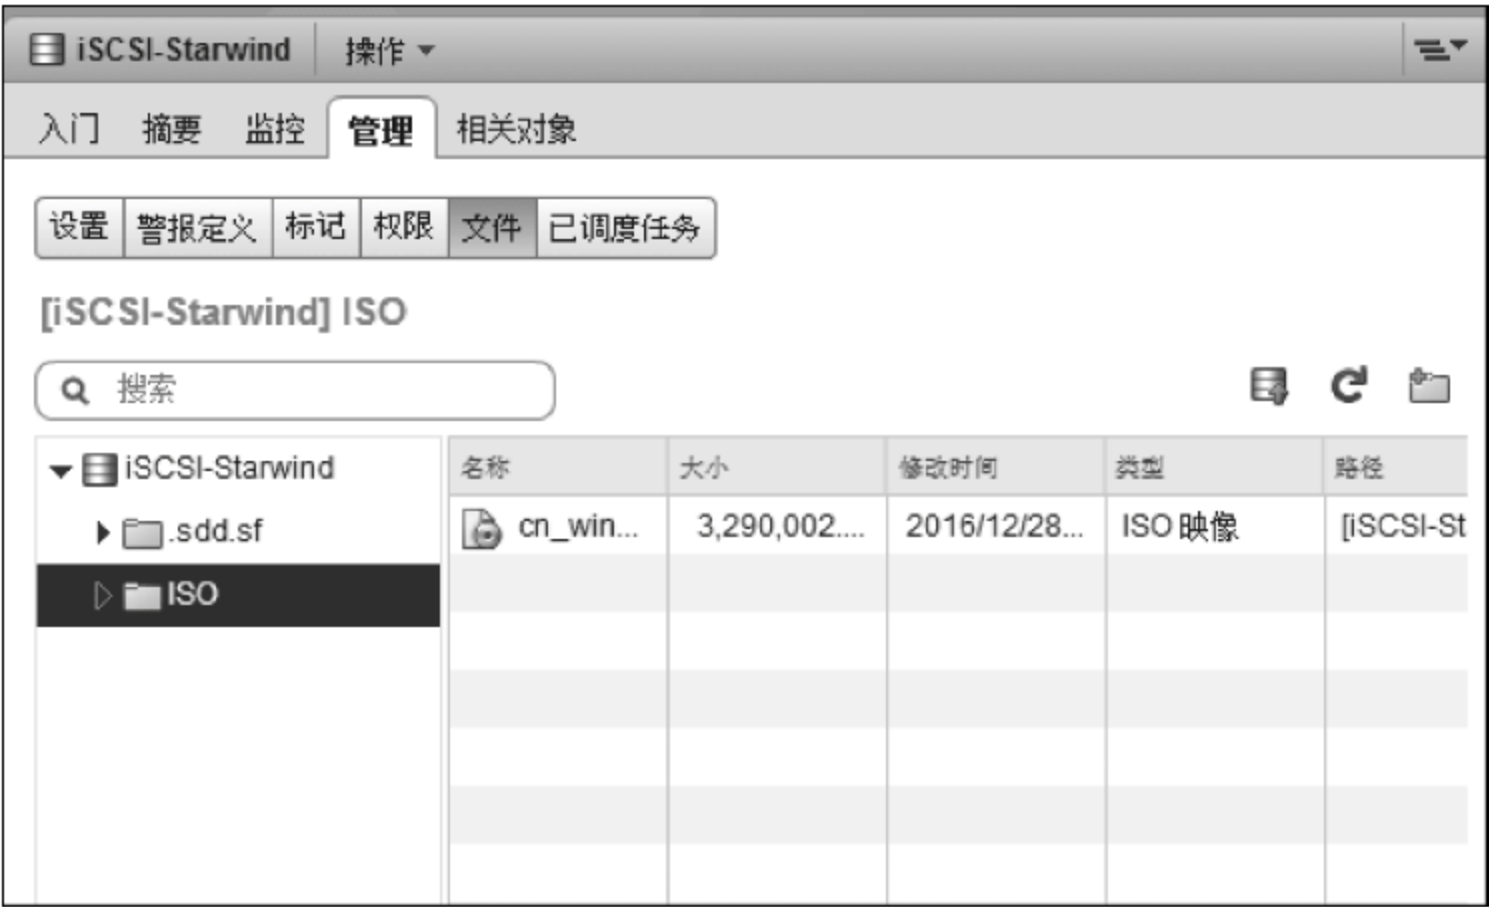 iSCSI-Starwind 操作
入门 摘要 监控 管理 相关对象
设置 警报定义 标记 权限 文件 已调度任务
[iSCSI-Starwind] ISO
搜索
iSCSI-Starwind
.sdd.sf
ISO
名称 大小 修改时间 类型 路径
cn_win... 3,290,002.... 2016/12/28... ISO 映像 [iSCSI-St